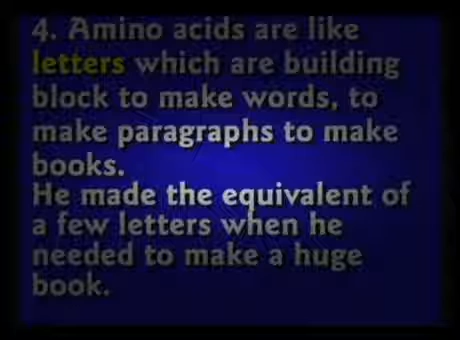 4. Amino acids are like
letters which are building
block to make words, to
make paragraphs to make
books.
He made the equivalent of
a few letters when he
needed to make a huge
book.